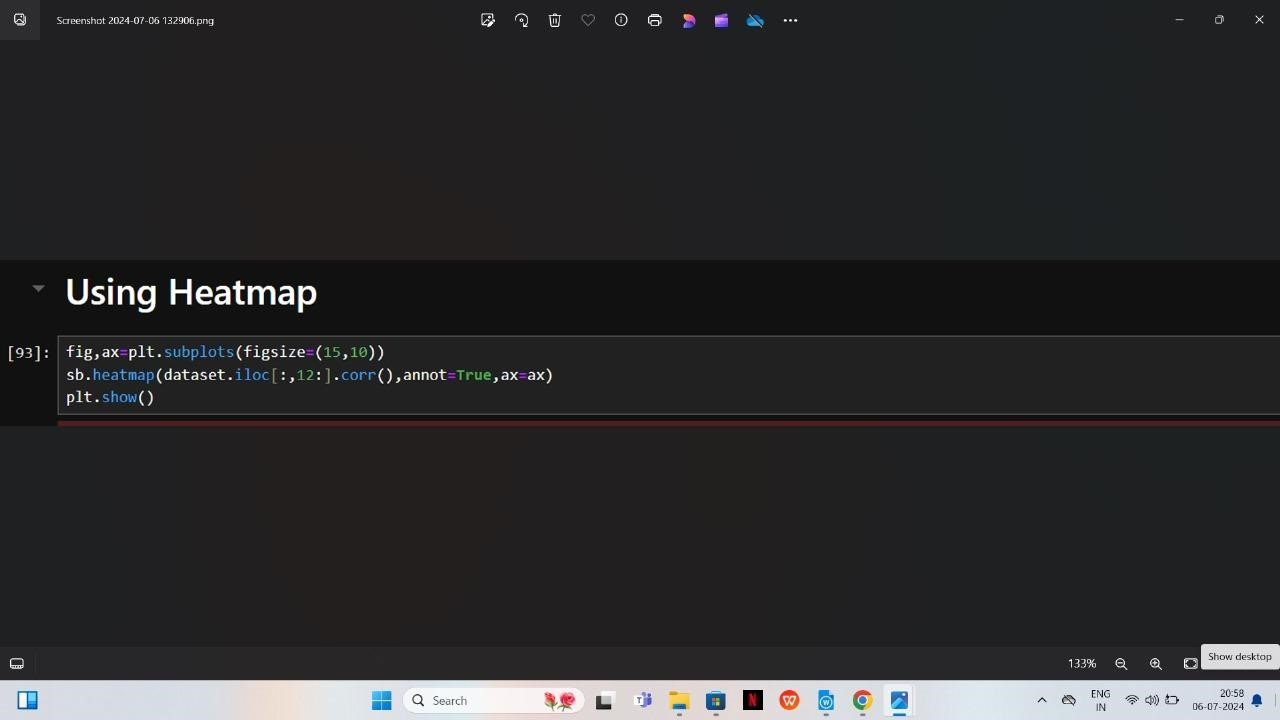 Screenshot 2024-07-06 132906.png
Using Heatmap
[93]:
fig,ax=plt.subplots(figsize=(15,10))
sb.heatmap(dataset.iloc[:,12:].corr(),annot=True,ax=ax)
plt.show()
133%
Show desktop
Search
ENG
IN
20:58
06-07-2024